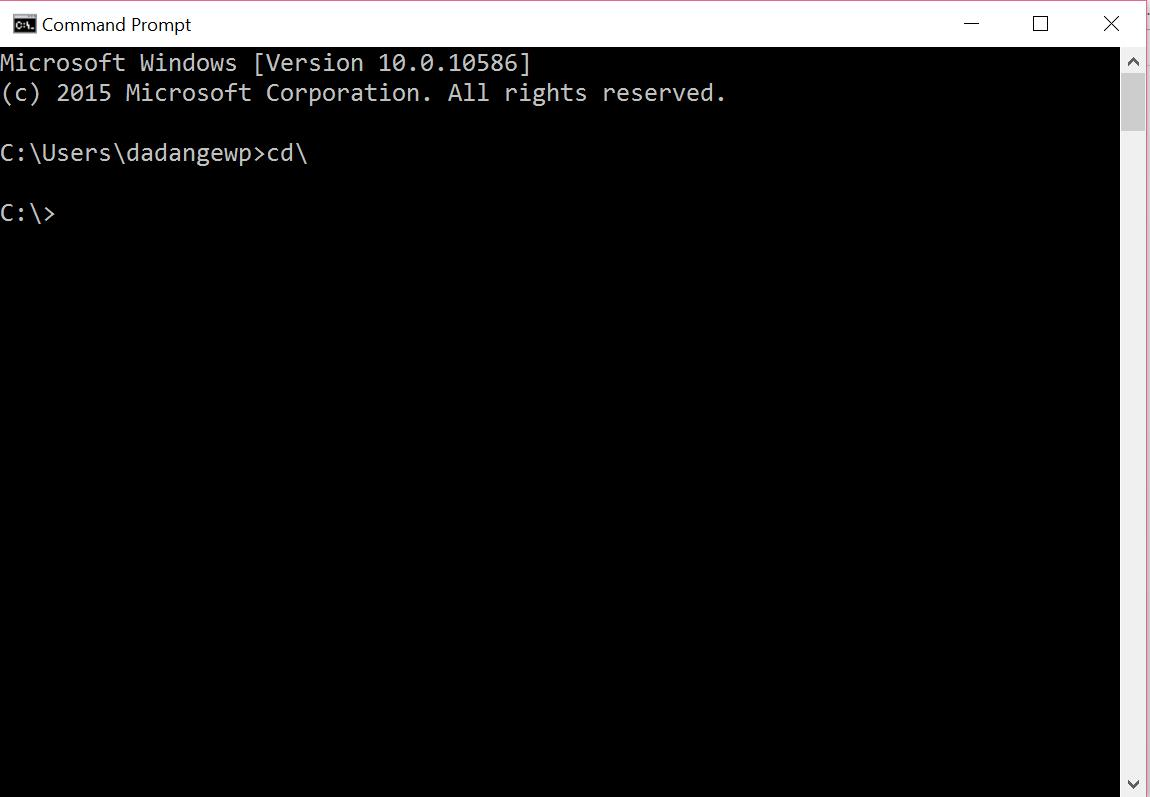 Command Prompt
Microsoft Windows [Version 10.0.10586]
(c) 2015 Microsoft Corporation. All rights reserved.
C:\Users\dadangewp>cd\
C:\>